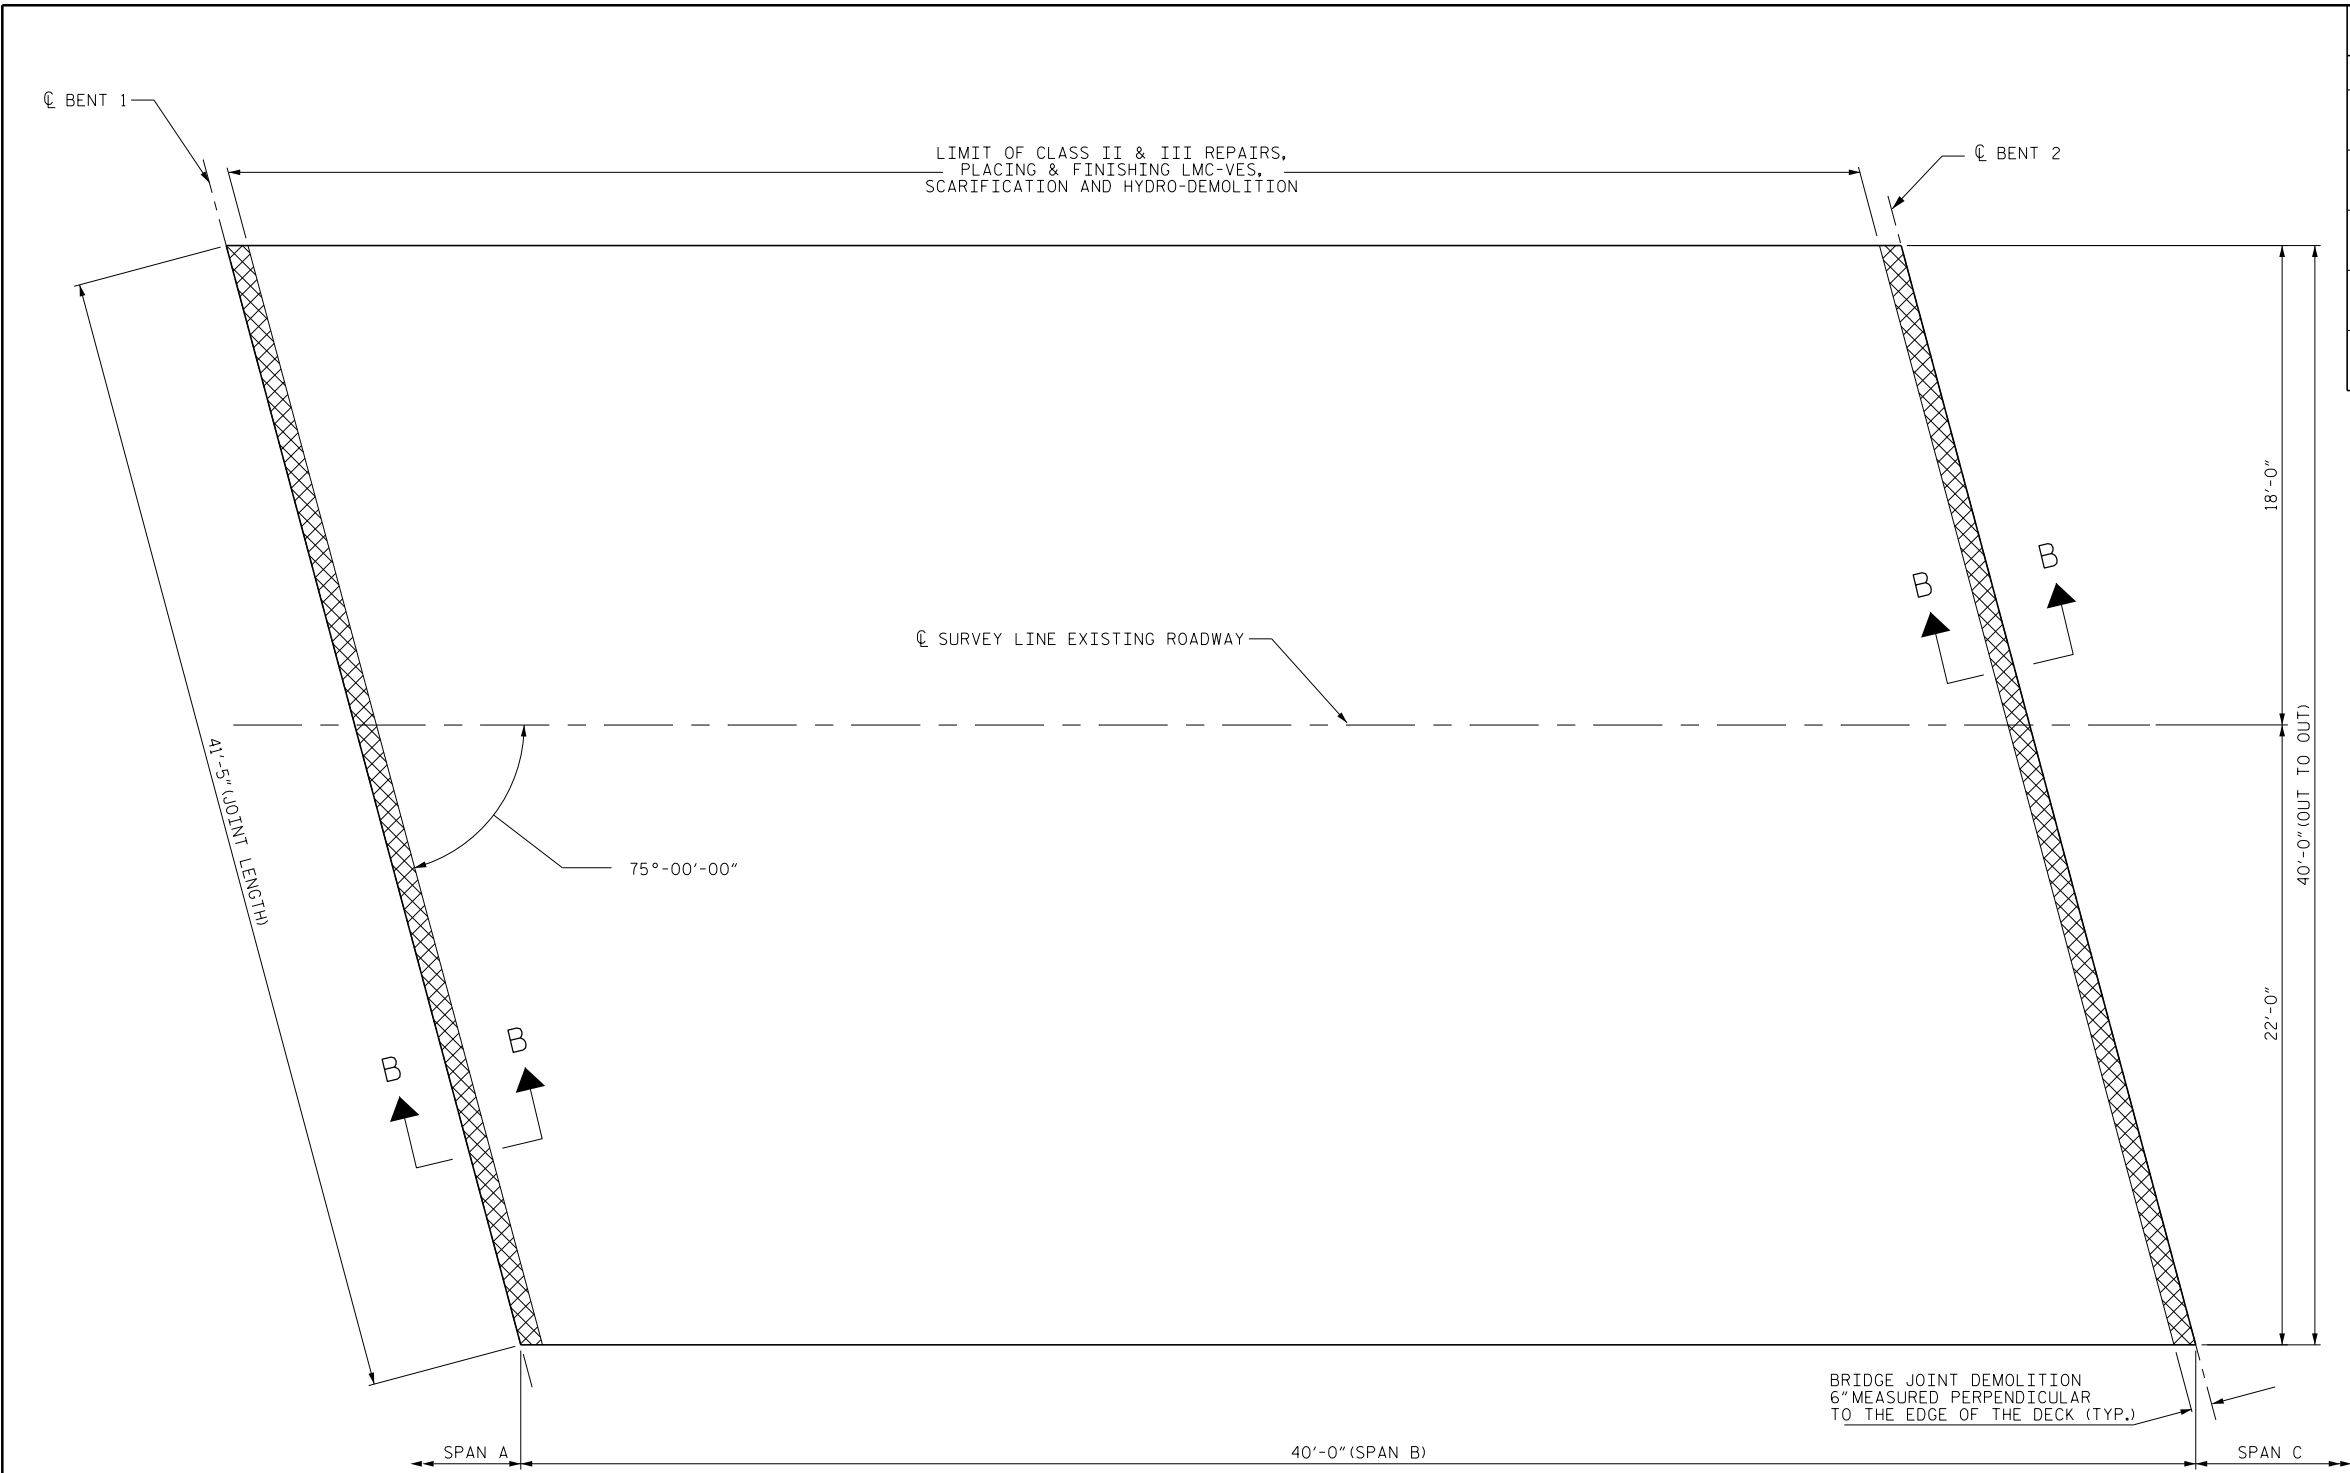 ℄ BENT 1
LIMIT OF CLASS II & III REPAIRS,
PLACING & FINISHING LMC-VES,
SCARIFICATION AND HYDRO-DEMOLITION
℄ BENT 2
18'-0"
B
B
℄ SURVEY LINE EXISTING ROADWAY
41'-5" (JOINT LENGTH)
40'-0" (OUT TO OUT)
75°-00'-00"
22'-0"
B
B
BRIDGE JOINT DEMOLITION
6" MEASURED PERPENDICULAR
TO THE EDGE OF THE DECK (TYP.)
SPAN A
40'-0" (SPAN B)
SPAN C